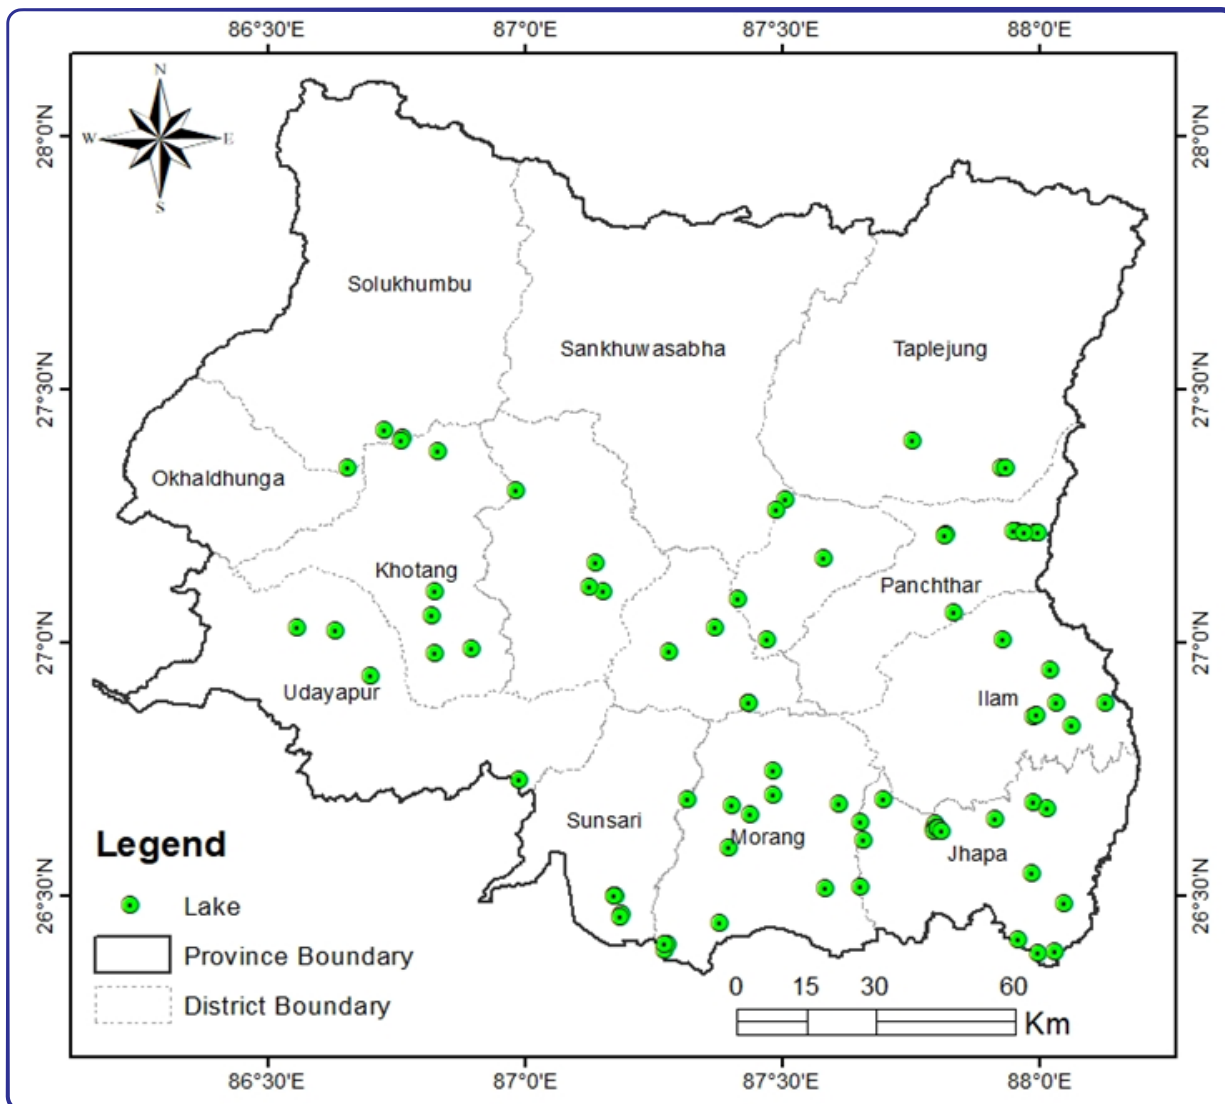 86°30'E 87°0'E 87°30'E 88°0'E
N
W E
S
28°0'N 28°0'N
Solukhumbu
Sankhuwasabha Taplejung
27°30'N 27°30'N
Okhaldhunga
Khotang
Panchthar
27°0'N 27°0'N
Udayapur
Ilam
Sunsari
Morang
Jhapa
Legend
26°30'N 26°30'N
Lake
Province Boundary
District Boundary
0 15 30 60
Km
86°30'E 87°0'E 87°30'E 88°0'E